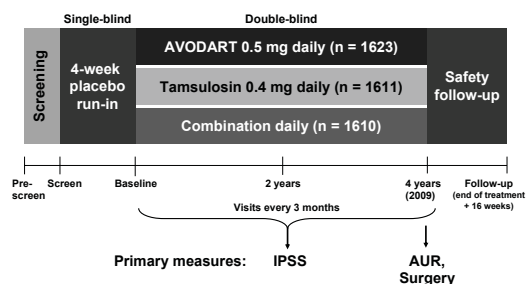 Single-blind
Double-blind
Screening
4-week
placebo
run-in
AVODART 0.5 mg daily (n = 1623)
Tamsulosin 0.4 mg daily (n = 1611)
Combination daily (n = 1610)
Safety
follow-up
Pre-
screen
Screen
Baseline
2 years
4 years
(2009)
Follow-up
(end of treatment
+ 16 weeks)
Visits every 3 months
Primary measures:
IPSS
AUR,
Surgery